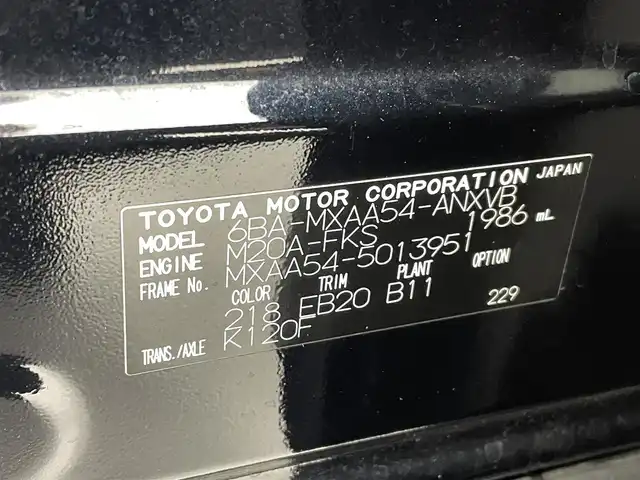 TOYOTA MOTOR CORPORATION JAPAN
MODEL 6BA-MXAA54-ANXVB
ENGINE M20A-FKS 1986 mL
FRAME No. MXAA54-5013951
COLOR TRIM PLANT OPTION
218 EB20 B11 229
TRANS./AXLE K120F